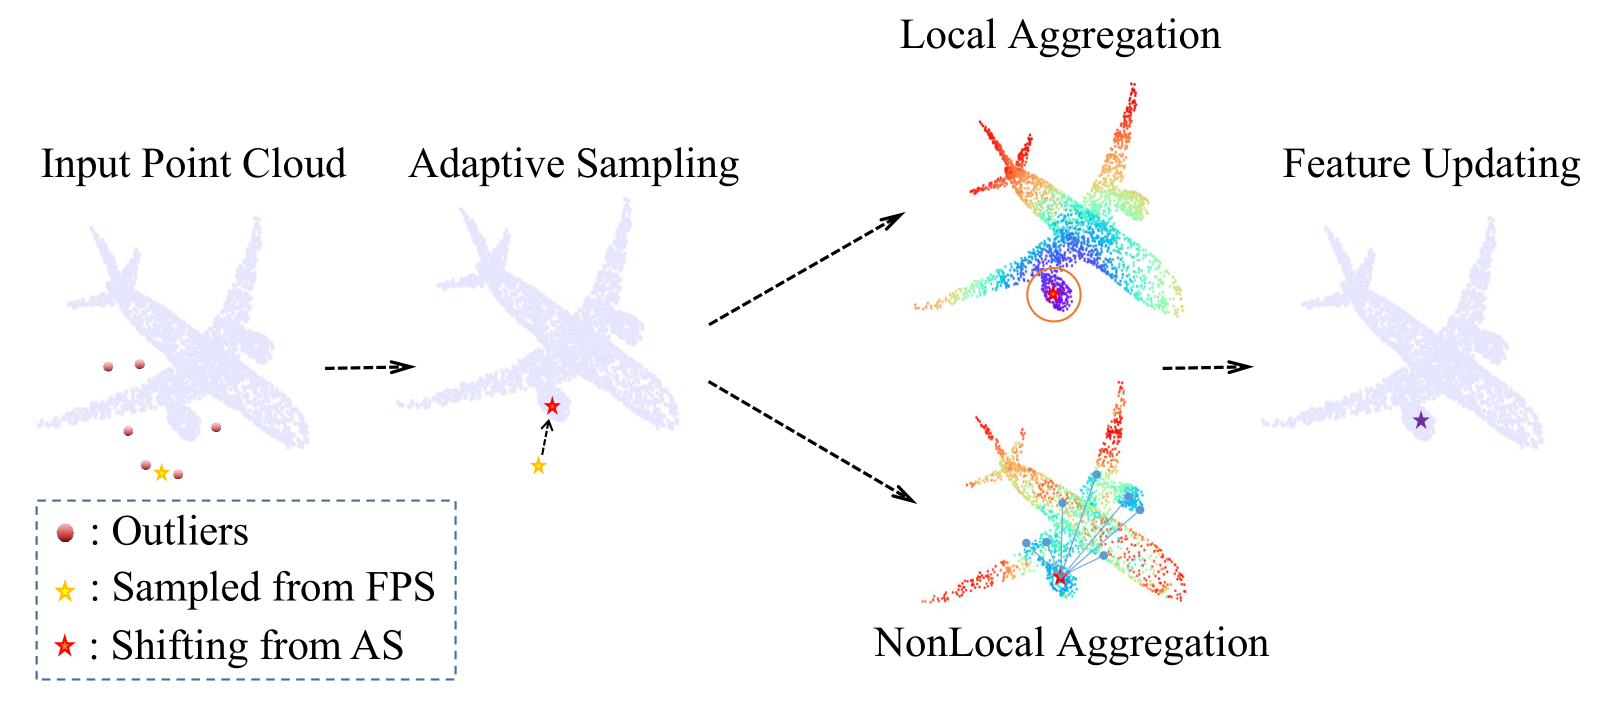 Local Aggregation
Input Point Cloud
Adaptive Sampling
Feature Updating
: Outliers
: Sampled from FPS
: Shifting from AS
NonLocal Aggregation